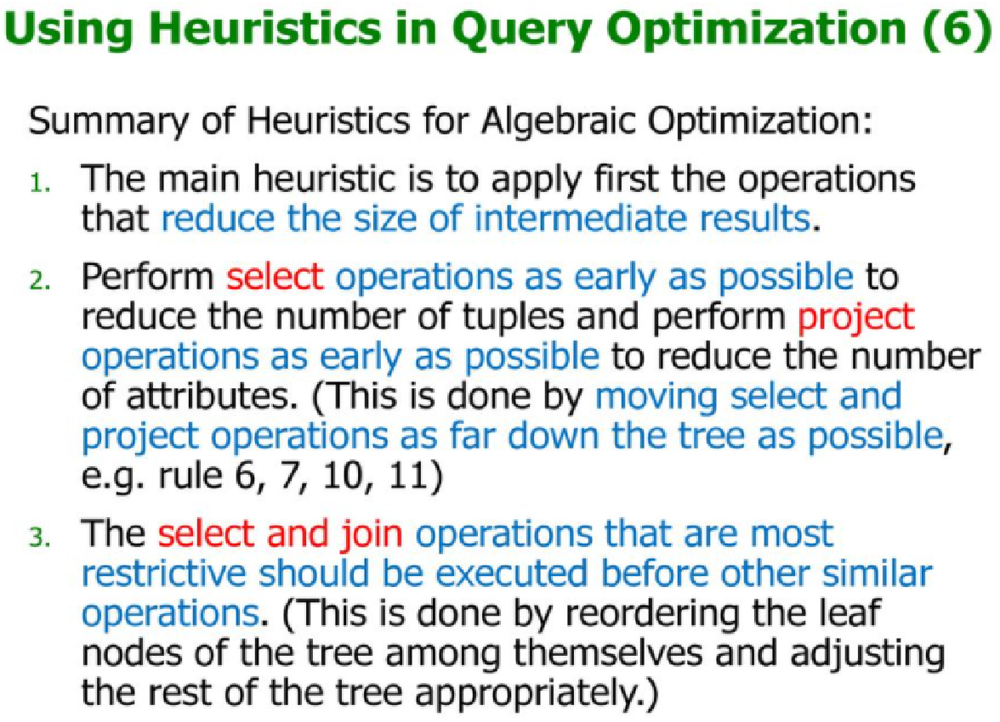 Using Heuristics in Query Optimization (6)
Summary of Heuristics for Algebraic Optimization:
1. The main heuristic is to apply first the operations
that reduce the size of intermediate results.
2. Perform select operations as early as possible to
reduce the number of tuples and perform project
operations as early as possible to reduce the number
of attributes. (This is done by moving select and
project operations as far down the tree as possible,
e.g. rule 6, 7, 10, 11)
3. The select and join operations that are most
restrictive should be executed before other similar
operations. (This is done by reordering the leaf
nodes of the tree among themselves and adjusting
the rest of the tree appropriately.)